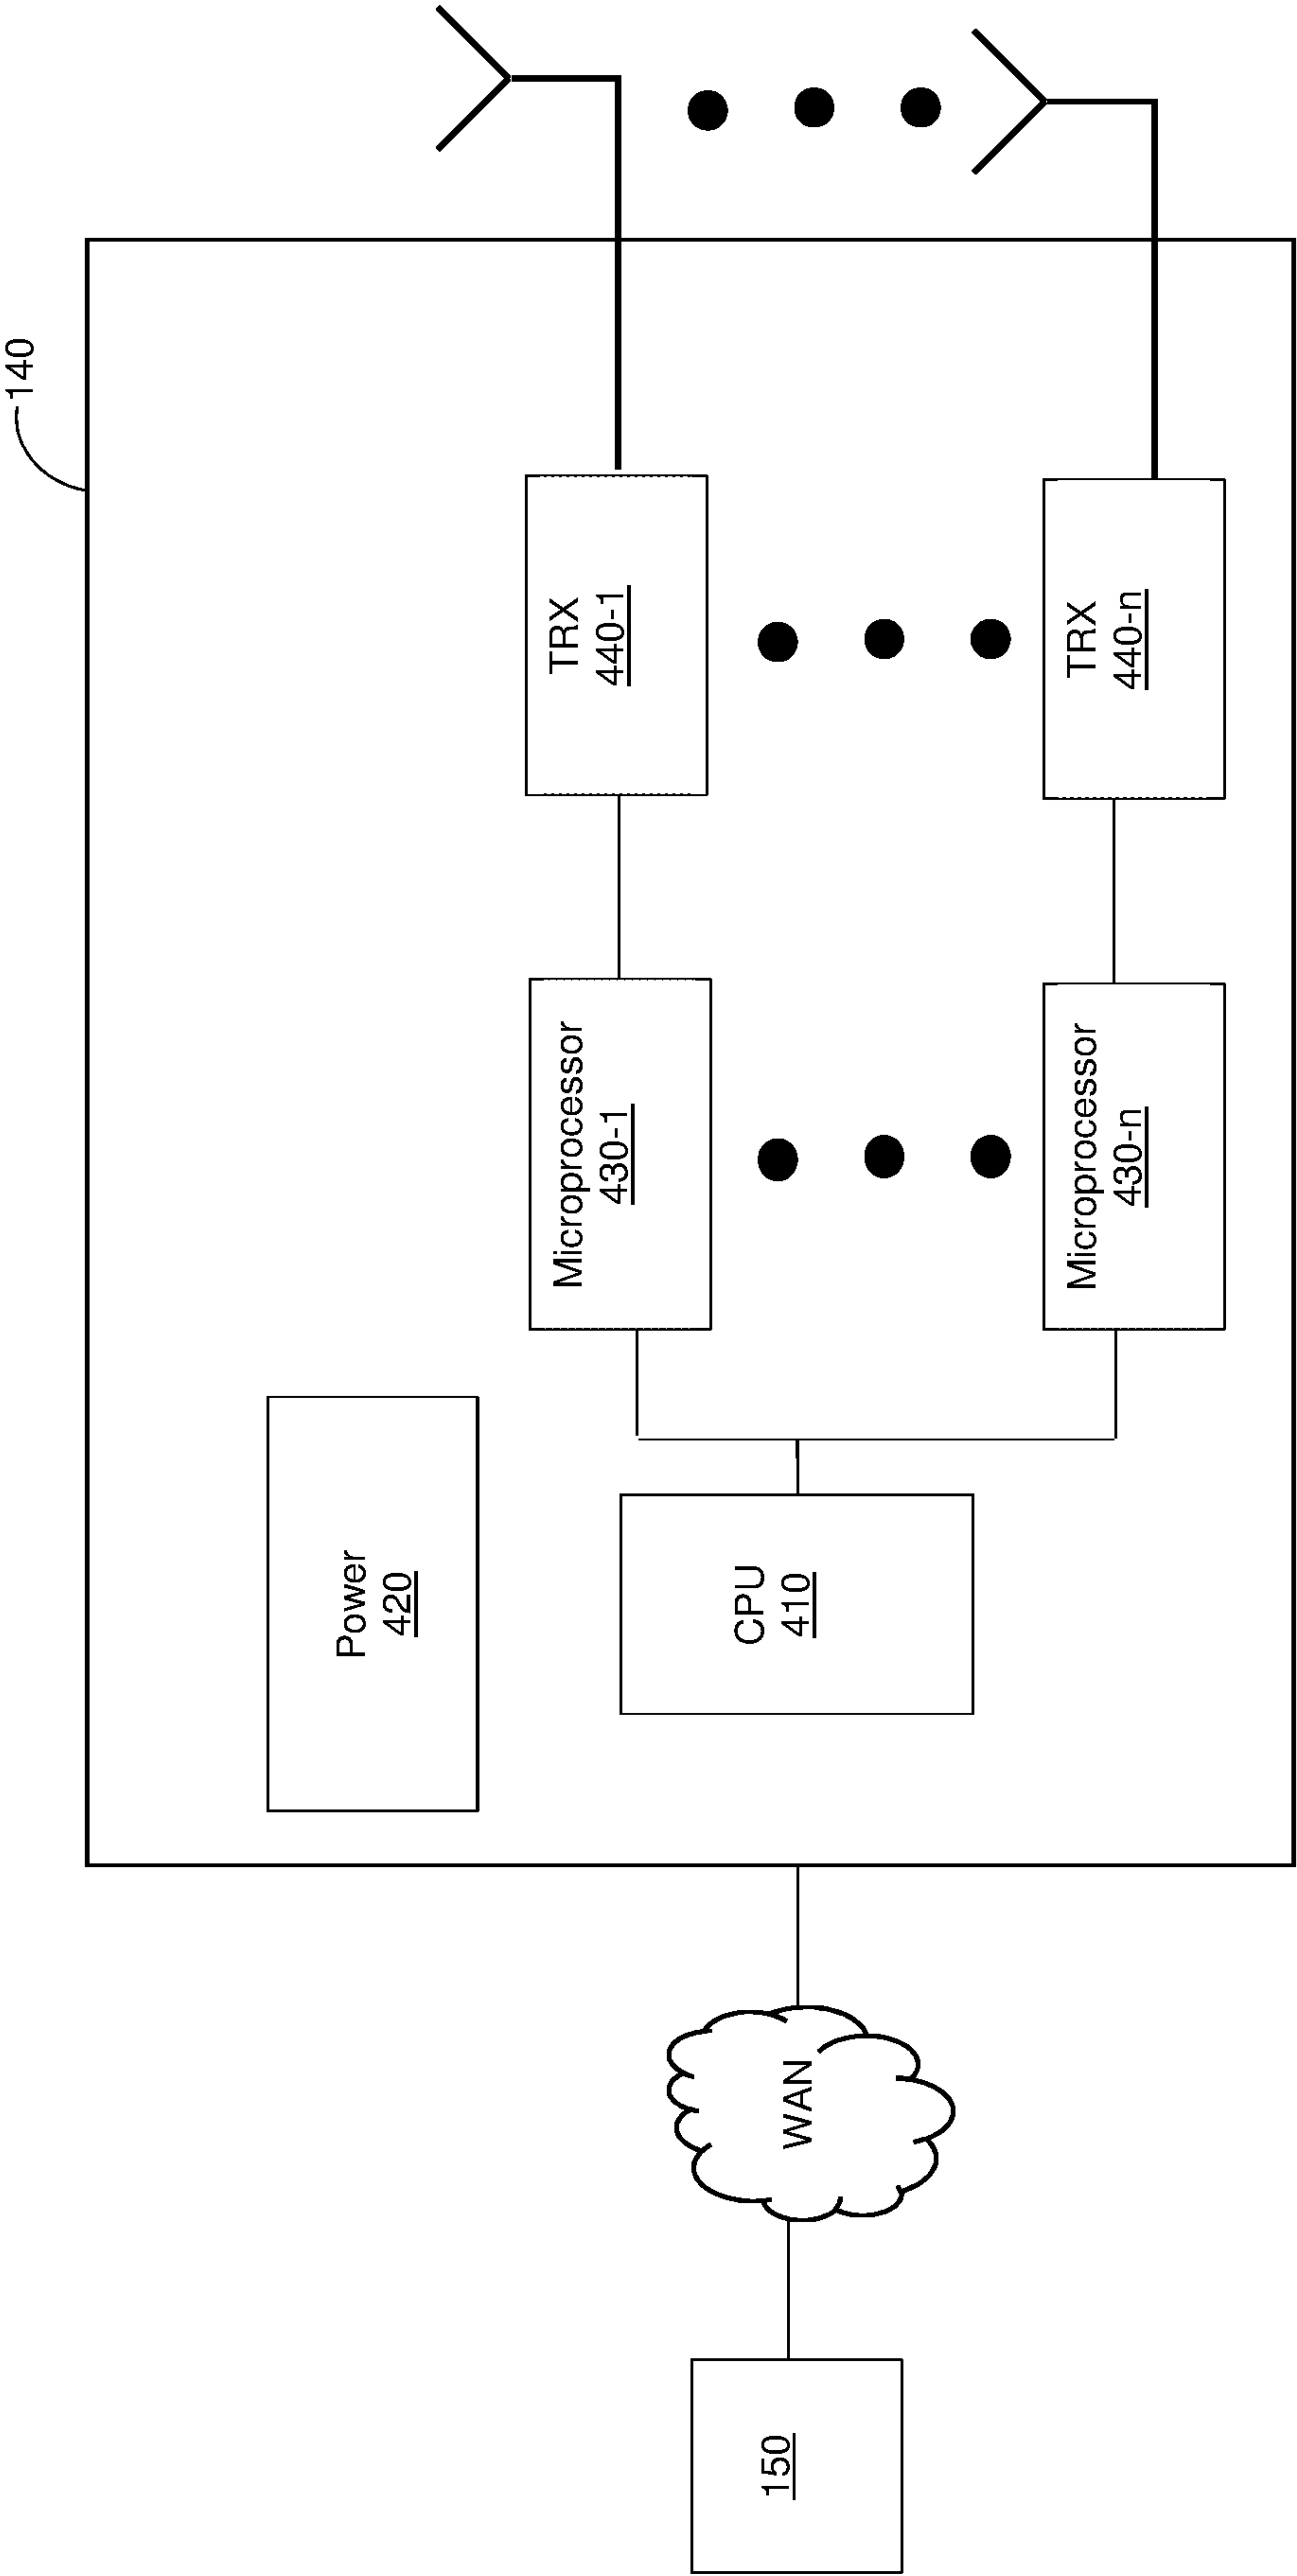 140
Power
420
150
WAN
CPU
410
Microprocessor
430-1
TRX
440-1
Microprocessor
430-n
TRX
440-n